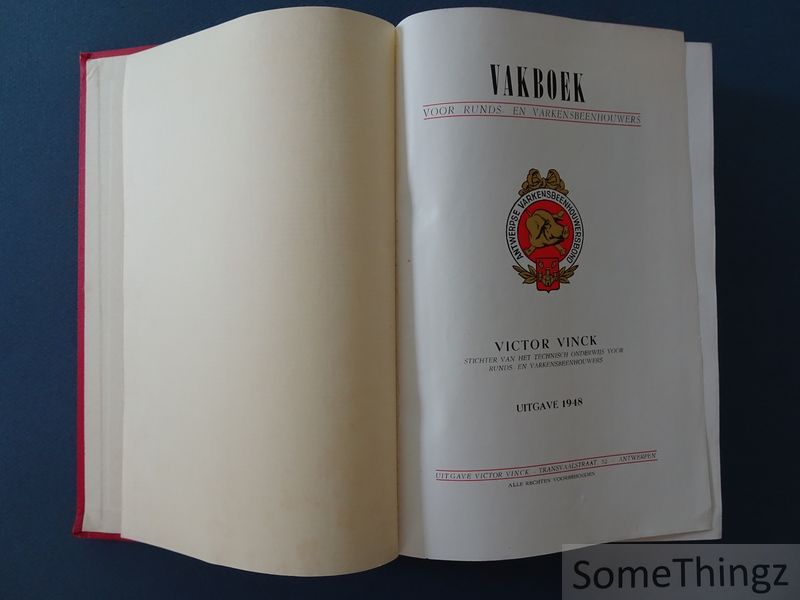 VAKBOEK
VOOR RUNDS- EN VARKENSBEENHOUWERS
ANTWERPSE VARKENSBEENHOUWERSBOND
VICTOR VINCK
STICHTER VAN HET TECHNISCH ONDERWIJS VOOR
RUNDS- EN VARKENSBEENHOUWERS
UITGAVE 1948
UITGAVE VICTOR VINCK TRANSVAALSTRAAT, 52 ANTWERPEN
ALLE RECHTEN VOORBEHOUDEN
SomeThingz